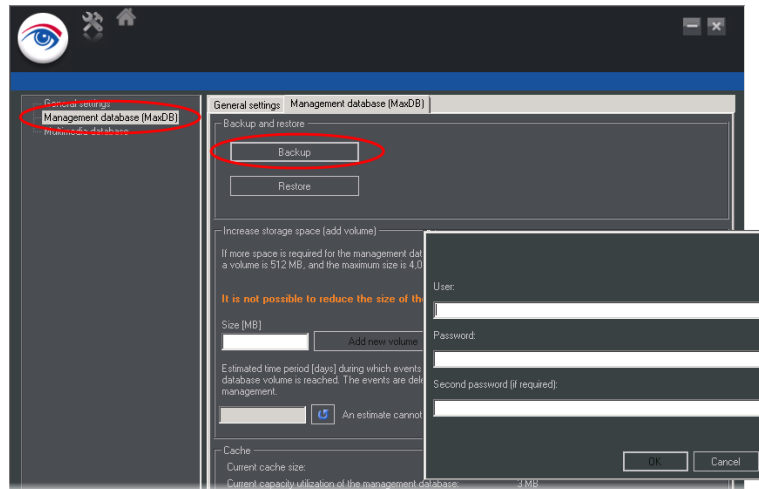 General settings
Management database (MaxDB)
Multimedia database
General settings Management database (MaxDB)
Backup and restore
Backup
Restore
Increase storage space (add volume)
If more space is required for the management dat
a volume is 512 MB, and the maximum size is 4,0
It is not possible to reduce the size of th
Size [MB]
Add new volume
Estimated time period [days] during which events
database volume is reached. The events are dele
management.
An estimate cannot
Cache
Current cache size:
Current capacity utilization of the management database: 3 MB
User:
Password:
Second password (if required):
OK Cancel